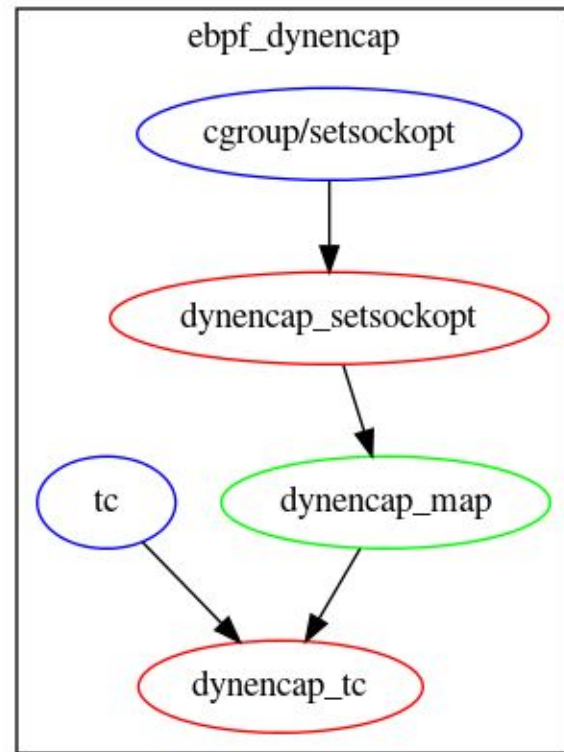 ebpf_dynencap
cgroup/setsockopt
dynencap_setsockopt
tc
dynencap_map
dynencap_tc